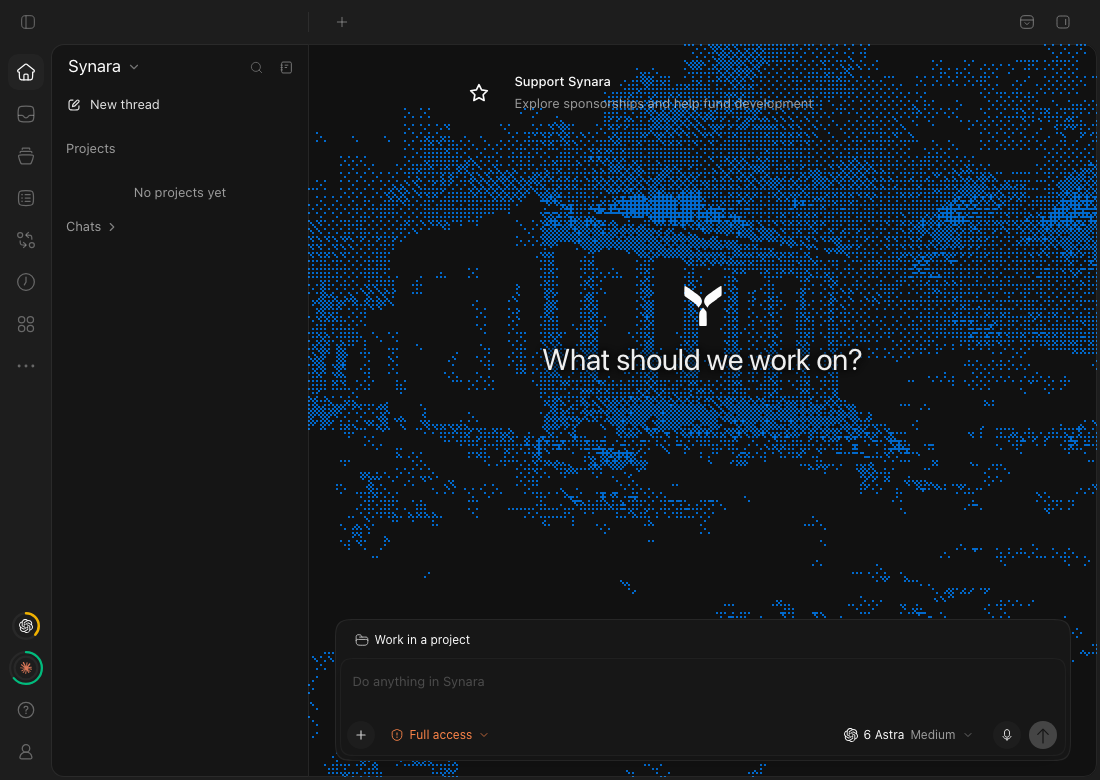 Synara
New thread
Projects
No projects yet
Chats
Support Synara
Explore sponsorships and help fund development
What should we work on?
Work in a project
Do anything in Synara
Full access
6 Astra Medium